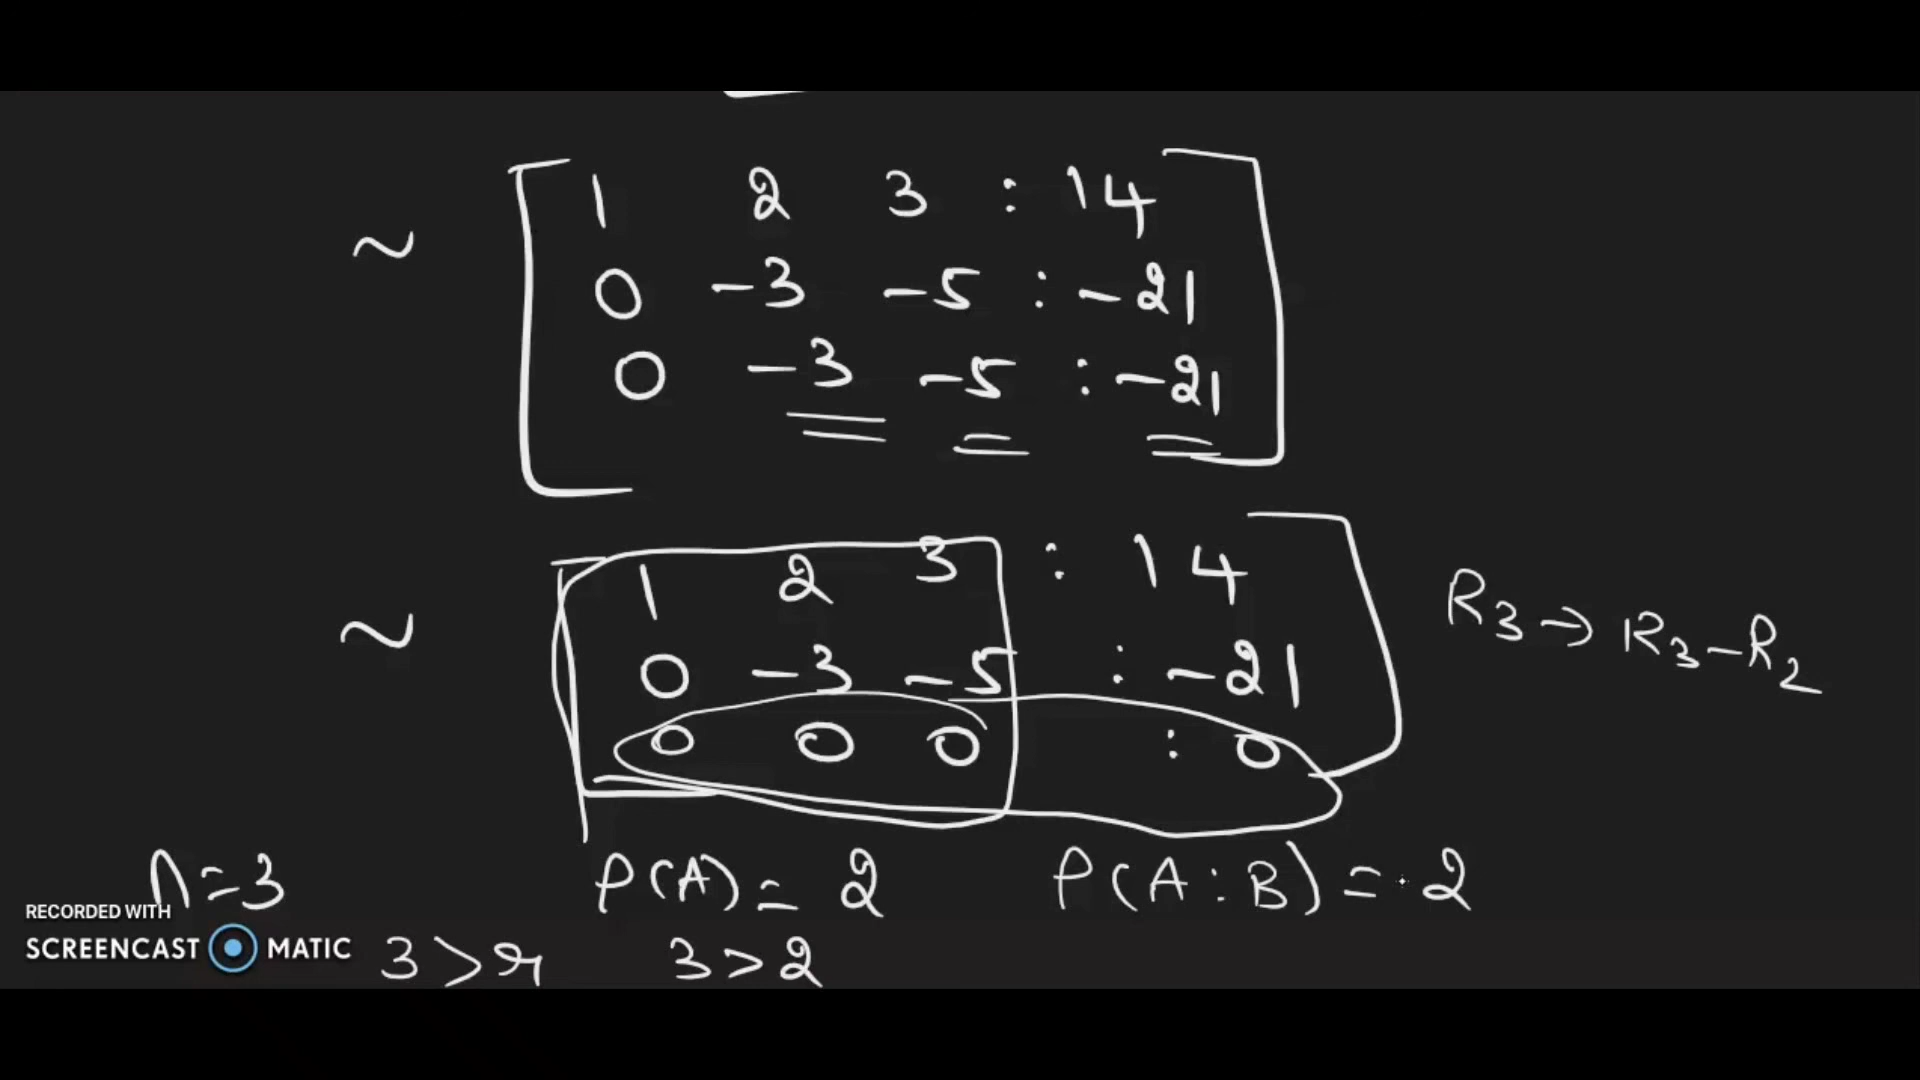 1 2 3 : 14
~
0 -3 -5 : -21
0 -3 -5 : -21
1 2 3 : 14
~ R3 → R3-R2
0 -3 -5 : -21
0 0 0 : 0
n=3 ρ(A) = 2 ρ(A:B) = 2
RECORDED WITH
SCREENCAST MATIC
3>r 3>2